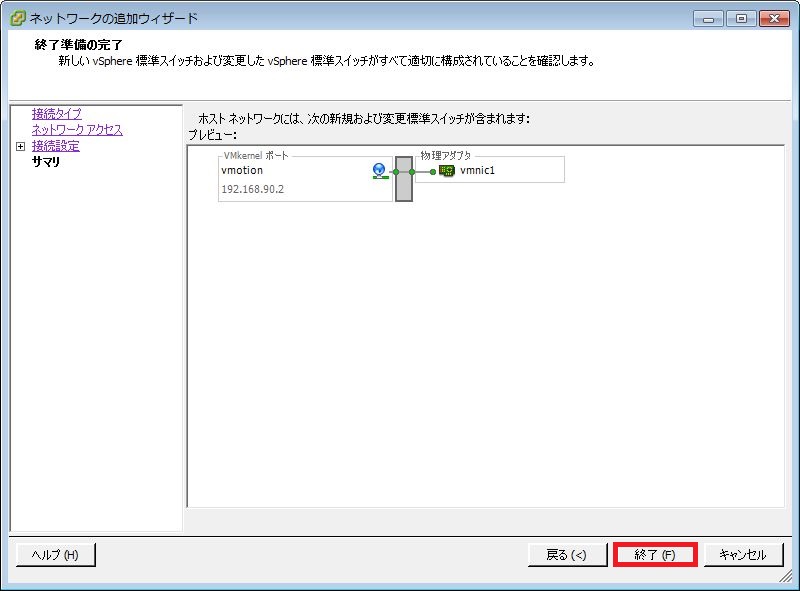 ネットワークの追加ウィザード
終了準備の完了
新しい vSphere 標準スイッチおよび変更した vSphere 標準スイッチがすべて適切に構成されていることを確認します。
接続タイプ
ネットワーク アクセス
接続設定
サマリ
ホスト ネットワークには、次の新規および変更標準スイッチが含まれます:
プレビュー:
VMkernel ポート
vmotion
192.168.90.2
物理アダプタ
vmnic1
ヘルプ (H)
戻る (<)
終了 (F)
キャンセル